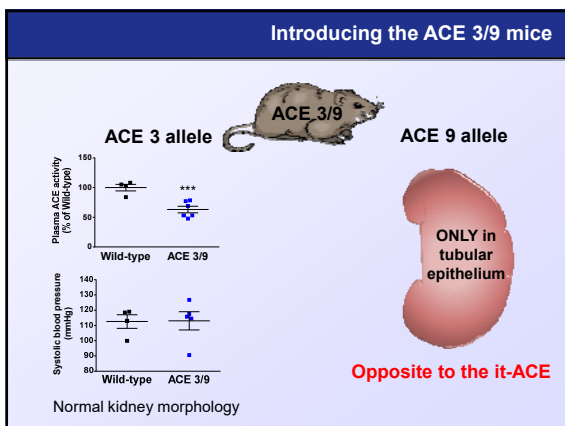 Introducing the ACE 3/9 mice
ACE 3/9
ACE 3 allele
ACE 9 allele
Plasma ACE activity
(% of Wild-type)
150
100
50
0
***
Wild-type ACE 3/9
Systolic blood pressure
(mmHg)
130
120
110
100
90
80
Wild-type ACE 3/9
Normal kidney morphology
ONLY in
tubular
epithelium
Opposite to the it-ACE